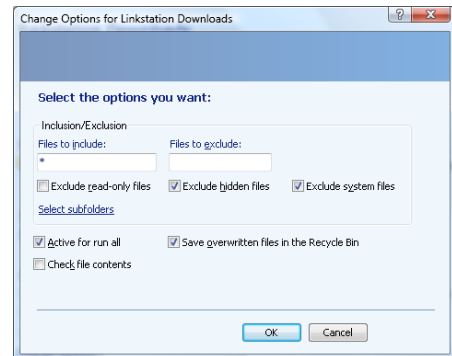 Change Options for Linkstation Downloads
Select the options you want:
Inclusion/Exclusion
Files to include: Files to exclude:
*
Exclude read-only files Exclude hidden files Exclude system files
Select subfolders
Active for run all Save overwritten files in the Recycle Bin
Check file contents
OK Cancel